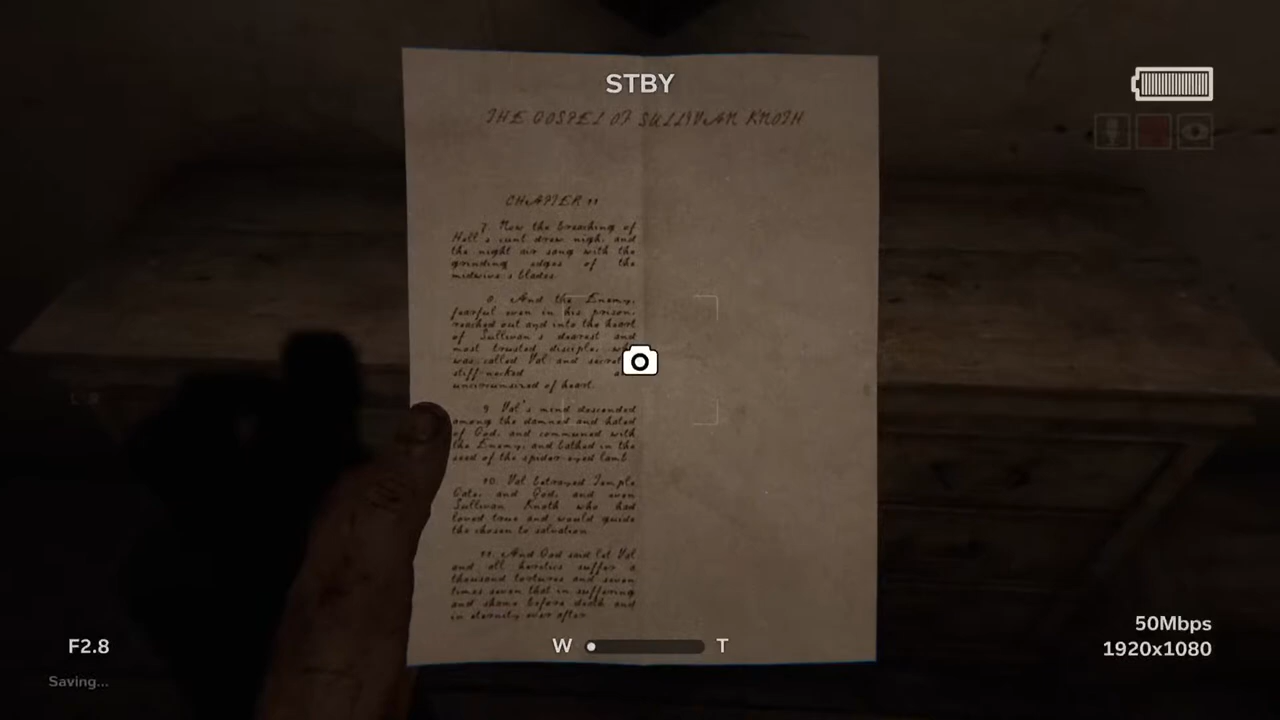 STBY
THE GOSPEL OF SULLIVAN KNOTH
CHAPTER 11
7. Now the breaching of
Hell's cunt drew nigh, and
the night air sang with the
grinding edges of the
midwive's blades.
And the Enemy,
fearful even in his prison,
reached out and into the heart
of Sullivan's dearest and
most trusted disciple,
was called Val and
stiff-necked
uncircumcised of heart.
9. Val's mind descended
among the damned and hated
of God, and communed with
the Enemy, and bathed in the
seed of the spider-eyed lamb.
10. Val betrayed Temple
Gate, and God, and even
Sullivan Knoth who had
loved true and would guide
the chosen to salvation.
11. And God said let Val
and all heretics suffer a
thousand tortures and seven
times seven that in suffering
and shame before death and
in eternity ever after.
F2.8
W T
50Mbps
1920x1080
Saving...